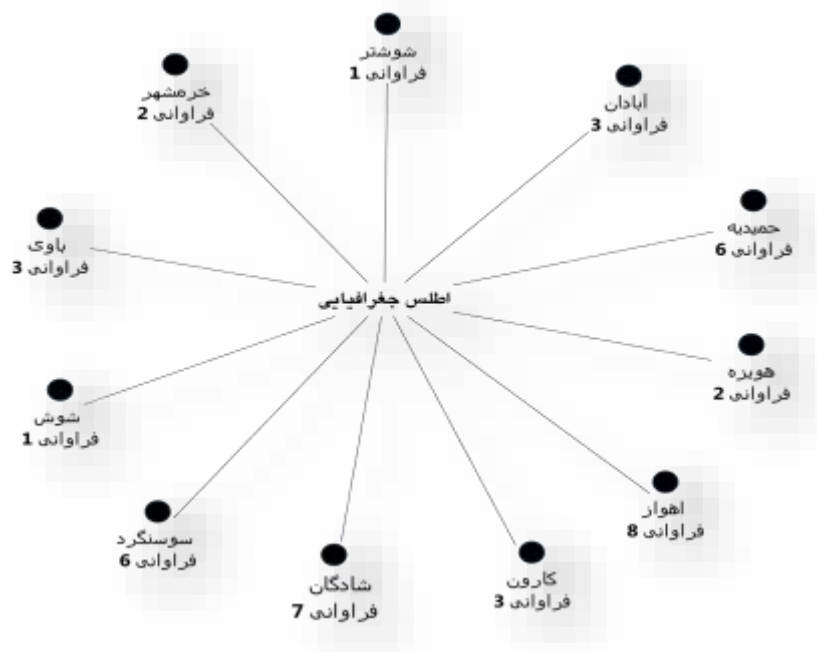 شوشتر
فراوانی 1
آبادان
فراوانی 3
حمیدیه
فراوانی 6
هویزه
فراوانی 2
اهواز
فراوانی 8
کارون
فراوانی 3
شادگان
فراوانی 7
سوسنگرد
فراوانی 6
شوش
فراوانی 1
باوی
فراوانی 3
خرمشهر
فراوانی 2
اطلس جغرافیایی